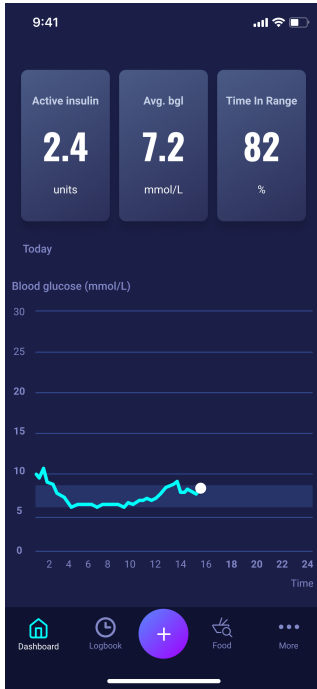 9:41
Active insulin
2.4
units
Avg. bgl
7.2
mmol/L
Time In Range
82
%
Today
Blood glucose (mmol/L)
30
25
20
15
10
5
0
2 4 6 8 10 12 14 16 18 20 22 24
Time
Dashboard
Logbook
+
Food
More